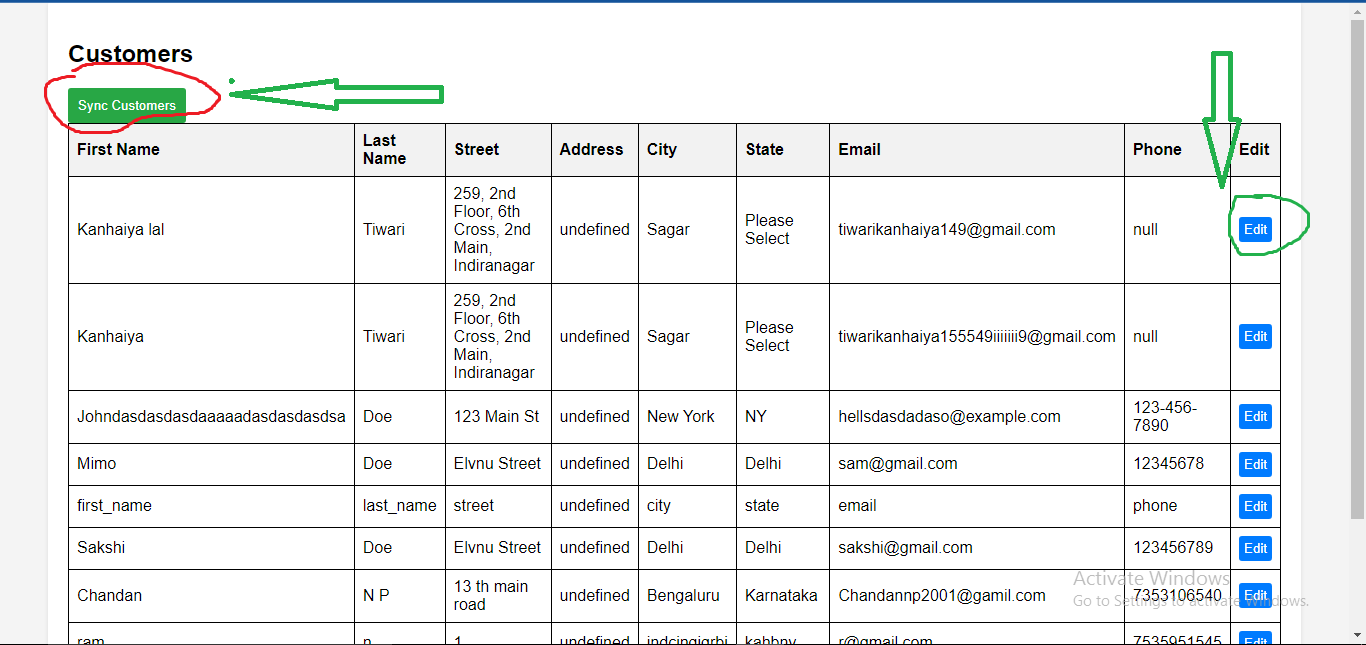 Customers
Sync Customers
First Name Last Name Street Address City State Email Phone Edit
Kanhaiya lal Tiwari 259, 2nd Floor, 6th Cross, 2nd Main, Indiranagar undefined Sagar Please Select tiwarikanhaiya149@gmail.com null Edit
Kanhaiya Tiwari 259, 2nd Floor, 6th Cross, 2nd Main, Indiranagar undefined Sagar Please Select tiwarikanhaiya155549iiiiiii9@gmail.com null Edit
Johndasdasdasdaaaaadasdasdasdsa Doe 123 Main St undefined New York NY hellsdasdadaso@example.com 123-456-7890 Edit
Mimo Doe Elvnu Street undefined Delhi Delhi sam@gmail.com 12345678 Edit
first_name last_name street undefined city state email phone Edit
Sakshi Doe Elvnu Street undefined Delhi Delhi sakshi@gmail.com 123456789 Edit
Chandan N P 13 th main road undefined Bengaluru Karnataka Chandannp2001@gamil.com 7353106540 Edit
ram n 1 undefined kahbny r@gmail.com 7535951545 Edit
Activate Windows
Go to Settings to activate Windows.